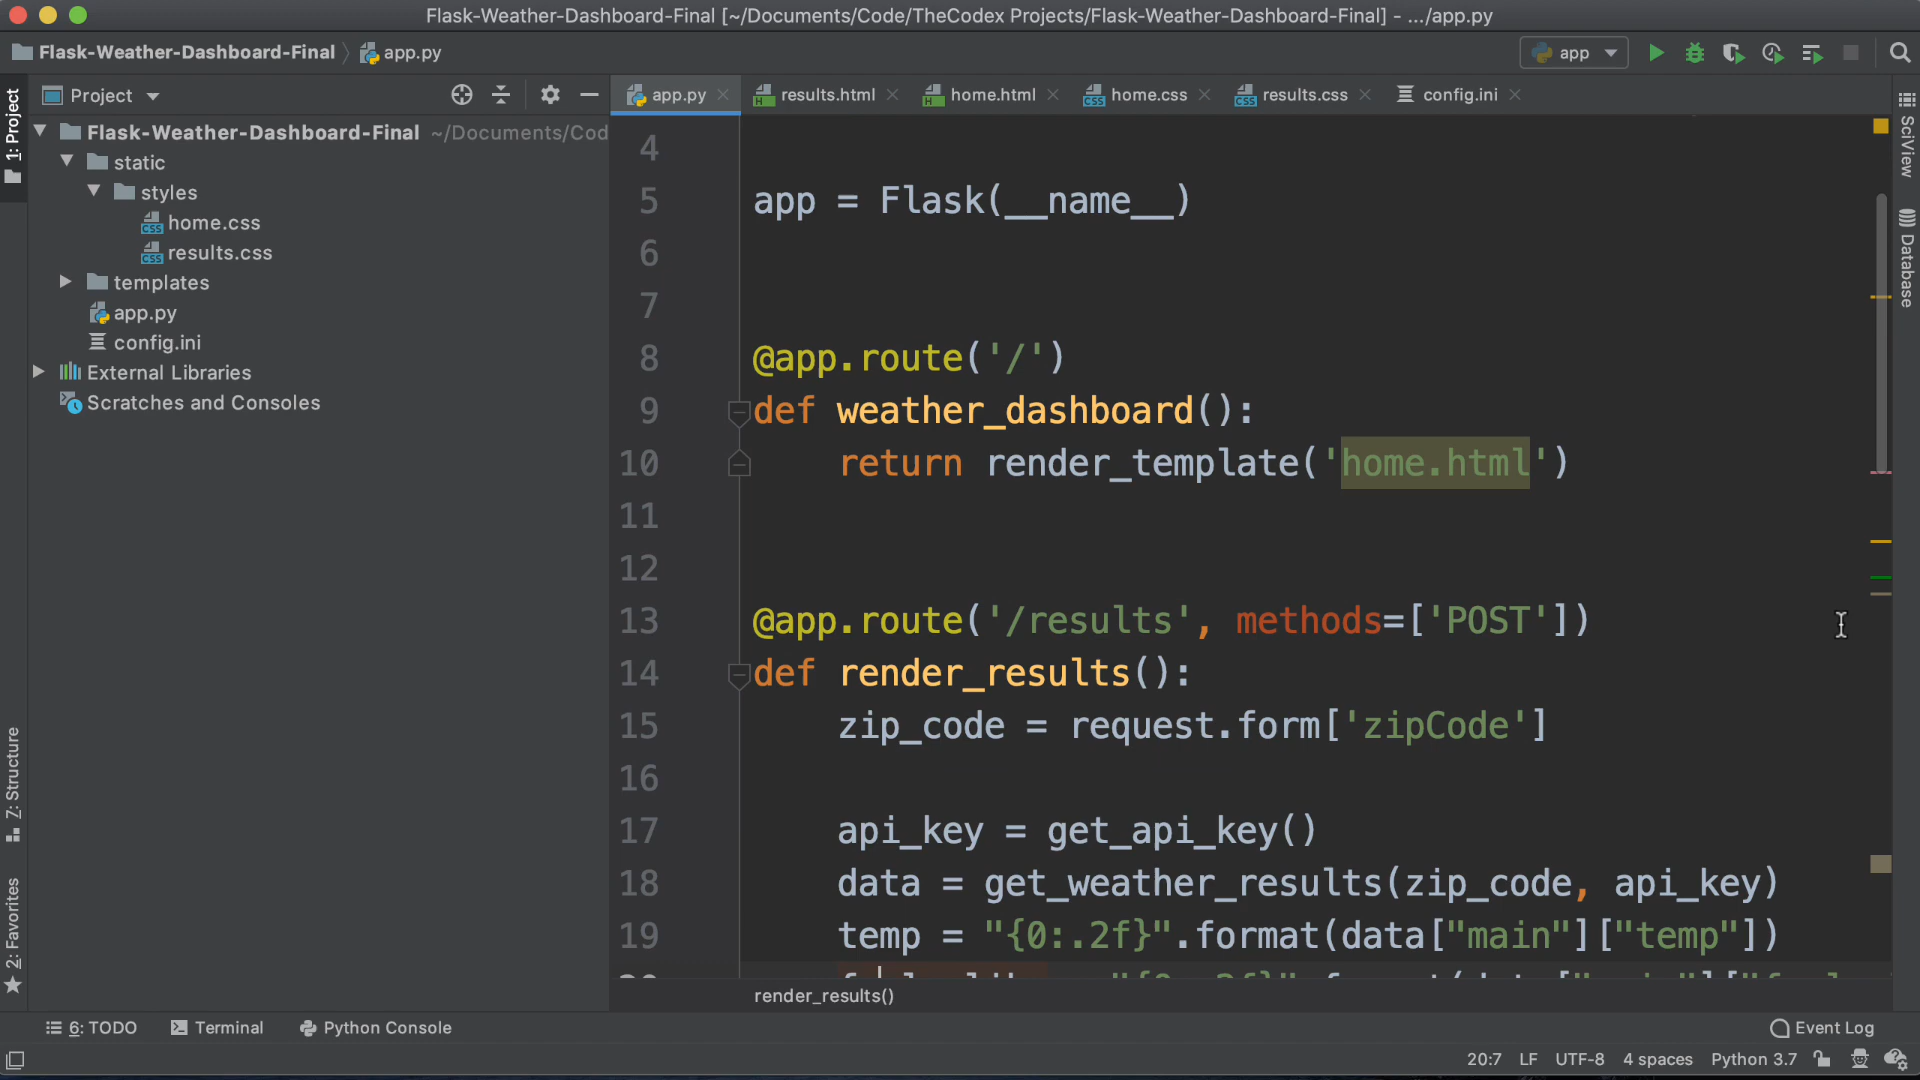 Flask-Weather-Dashboard-Final [~/Documents/Code/TheCodex Projects/Flask-Weather-Dashboard-Final] - .../app.py
Flask-Weather-Dashboard-Final
app.py
app
1: Project
Project
app.py
results.html
home.html
home.css
results.css
config.ini
Flask-Weather-Dashboard-Final ~/Documents/Cod
static
styles
home.css
results.css
templates
app.py
config.ini
External Libraries
Scratches and Consoles
4
5 app = Flask(__name__)
6
7
8 @app.route('/')
9 def weather_dashboard():
10 return render_template('home.html')
11
12
13 @app.route('/results', methods=['POST'])
14 def render_results():
15 zip_code = request.form['zipCode']
16
17 api_key = get_api_key()
18 data = get_weather_results(zip_code, api_key)
19 temp = "{0:.2f}".format(data["main"]["temp"])
render_results()
SciView
Database
Z: Structure
2: Favorites
6: TODO
Terminal
Python Console
Event Log
20:7
LF
UTF-8
4 spaces
Python 3.7